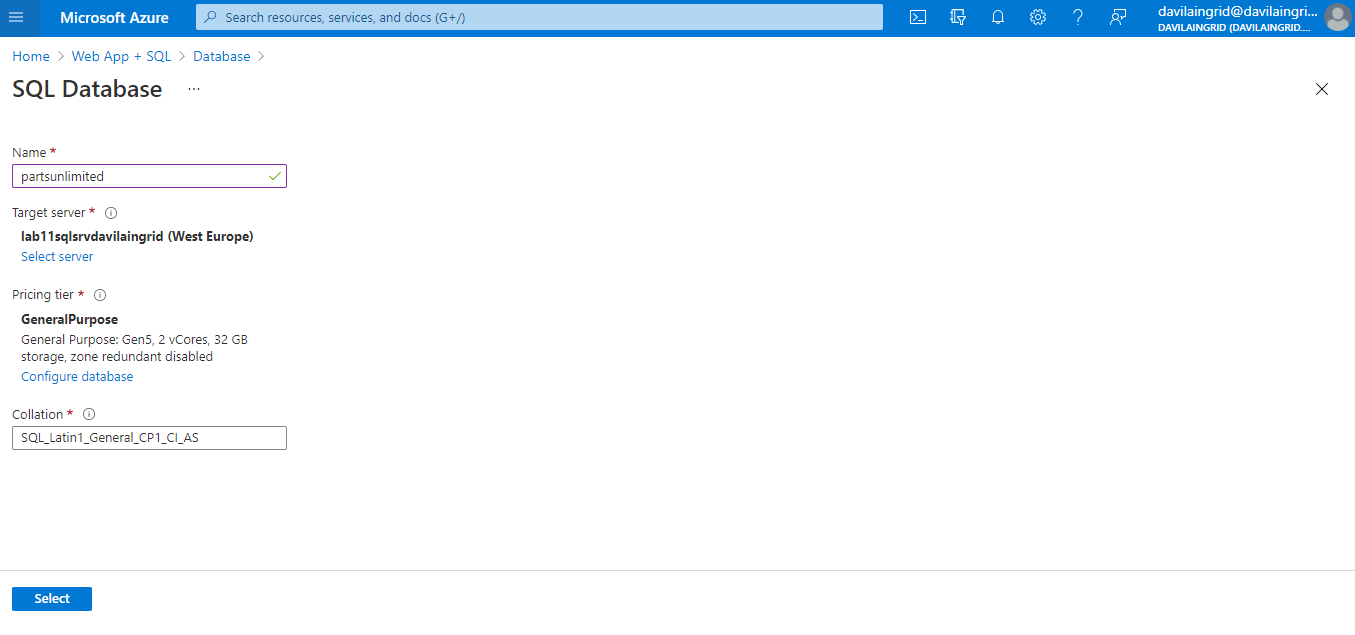 Microsoft Azure
Search resources, services, and docs (G+/)
davilaingrid@davilaingri...
DAVILAINGRID (DAVILAINGRID....
Home > Web App + SQL > Database >
SQL Database ...
Name *
partsunlimited
Target server *
lab11sqlsrvdavilaingrid (West Europe)
Select server
Pricing tier *
GeneralPurpose
General Purpose: Gen5, 2 vCores, 32 GB
storage, zone redundant disabled
Configure database
Collation *
SQL_Latin1_General_CP1_CI_AS
Select